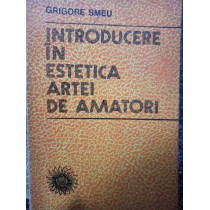 GRIGORE SMEU
INTRODUCERE
ÎN
ESTETICA
ARTEI
DE AMATORI